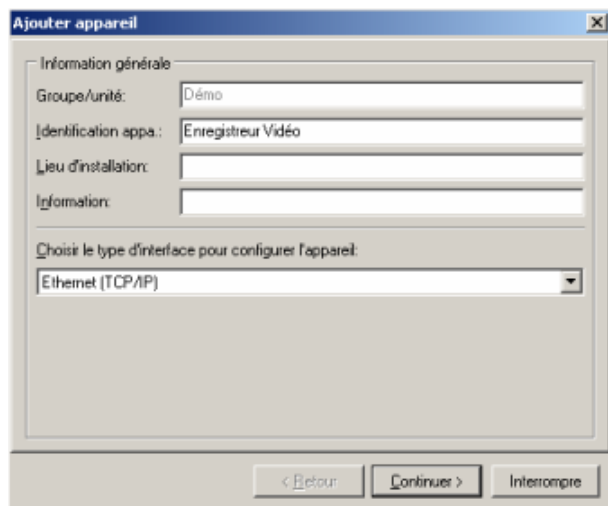 Ajouter appareil
Information générale
Groupe/unité: Démo
Identification appa.: Enregistreur Vidéo
Lieu d'installation:
Information:
Choisir le type d'interface pour configurer l'appareil:
Ethernet (TCP/IP)
< Retour Continuer > Interrompre